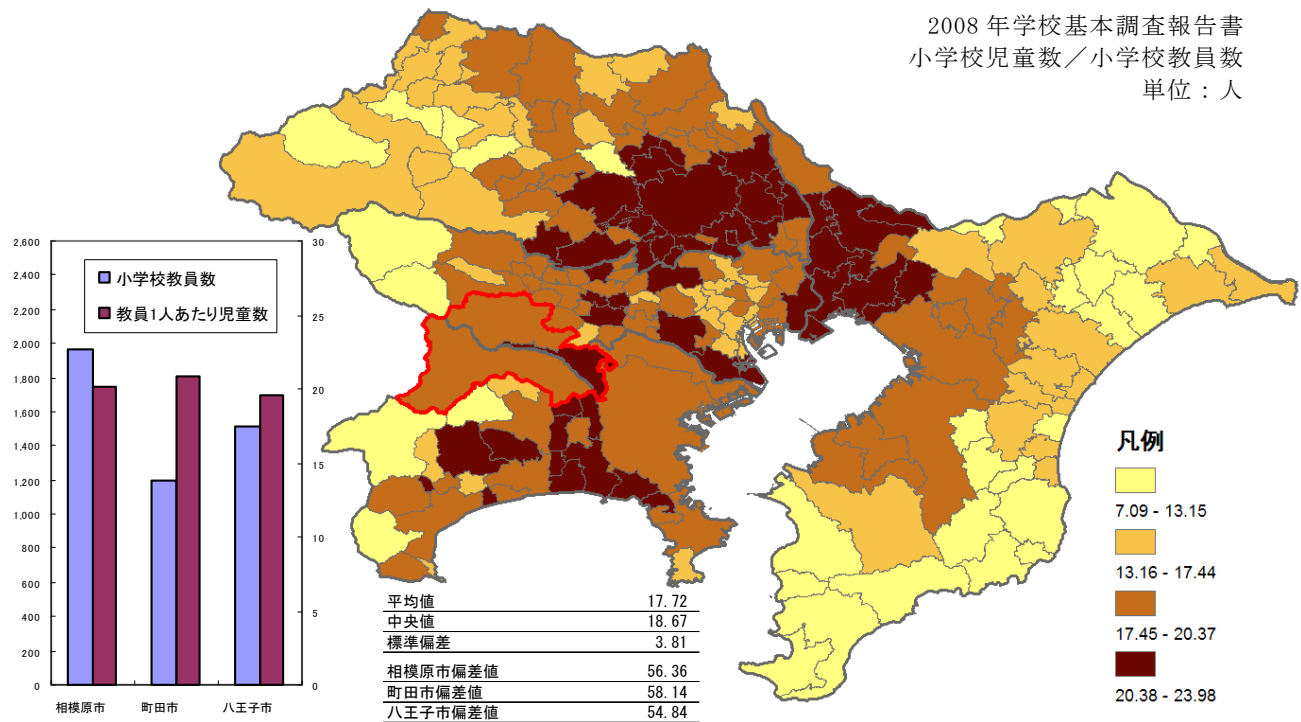 2008 年学校基本調査報告書
小学校児童数／小学校教員数
単位：人
2,600
2,400
2,200
2,000
1,800
1,600
1,400
1,200
1,000
800
600
400
200
0
30
25
20
15
10
5
0
小学校教員数
教員1人あたり児童数
相模原市
町田市
八王子市
平均値 17.72
中央値 18.67
標準偏差 3.81
相模原市偏差値 56.36
町田市偏差値 58.14
八王子市偏差値 54.84
凡例
7.09 - 13.15
13.16 - 17.44
17.45 - 20.37
20.38 - 23.98